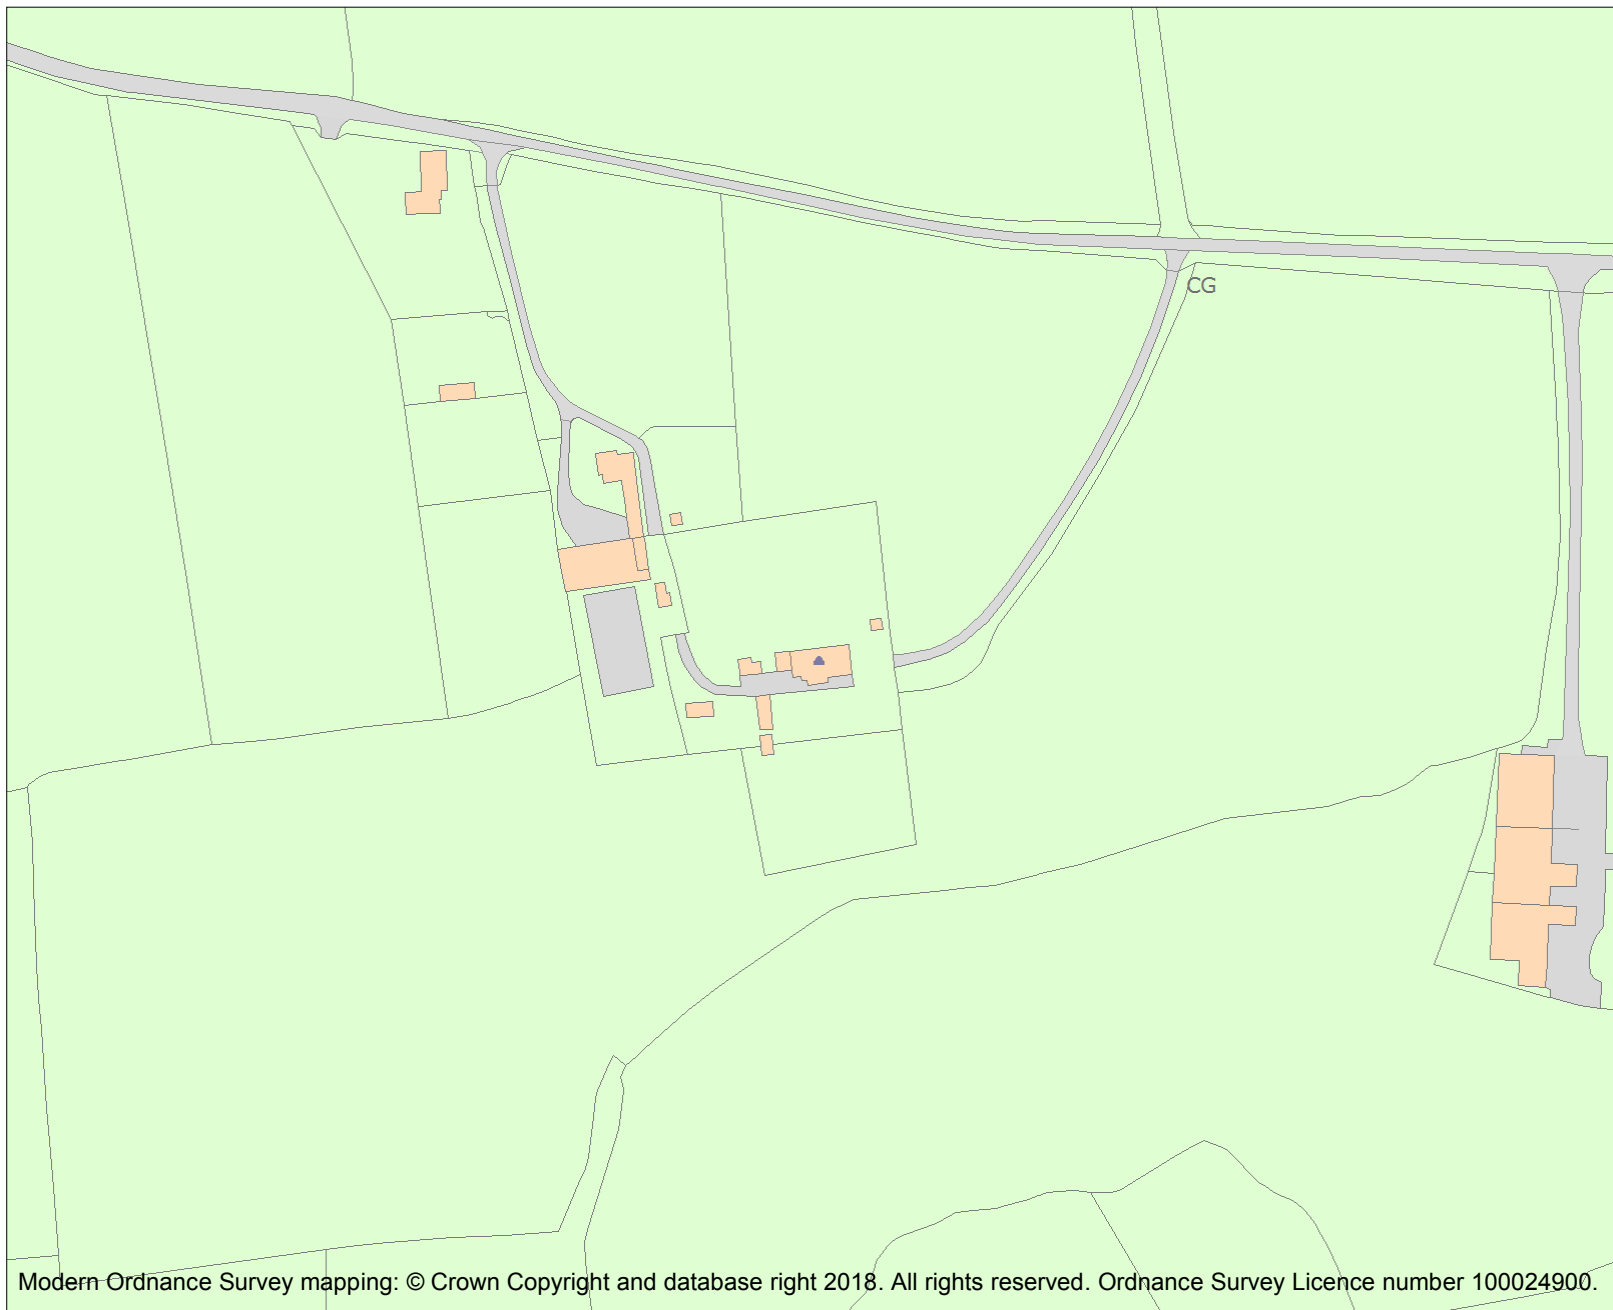 CG
Modern Ordnance Survey mapping: © Crown Copyright and database right 2018. All rights reserved. Ordnance Survey Licence number 100024900.